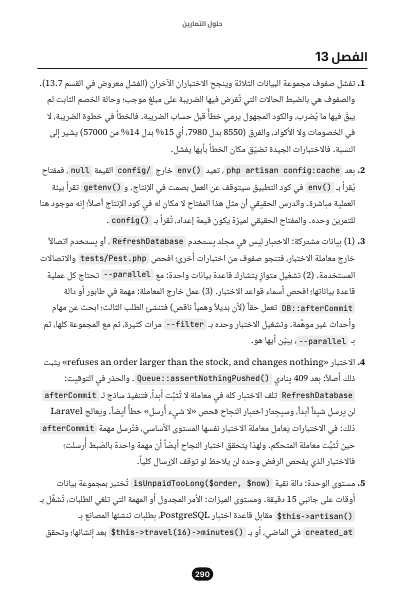 حلول التمارين
الفصل 13
1. تفشل صفوف مجموعة البيانات الثلاثة وينجح الاختباران الآخران (الفشل معروض في القسم 13.7).
والصفوف هي بالضبط الحالات التي تُفرض فيها الضريبة على مبلغ موجب؛ وحالة الخصم الثابت لم
يبقَ فيها ما يُضرب، والكود المجهول يرمي خطأً قبل حساب الضريبة. فالخطأ في خطوة الضريبة، لا
في الخصومات ولا الأكواد، والفرق (8550 بدل 7980، أي 15% بدل 14% من 57000) يشير إلى
النسبة. فالاختبارات الجيدة تضيّق مكان الخطأ بأيها يفشل.
2. بعد php artisan config:cache ، تعيد env() خارج config/ القيمة null ، فمفتاح
يُقرأ بـ env() في كود التطبيق سيتوقف عن العمل بصمت في الإنتاج. و getenv() تقرأ بيئة
العملية مباشرة. والدرس الحقيقي أن مثل هذا المفتاح لا مكان له في كود الإنتاج أصلاً؛ إنه موجود هنا
للتمرين وحده. والمفتاح الحقيقي لميزة يكون قيمة إعداد، تُقرأ بـ config() .
3. (1) بيانات مشتركة: الاختبار ليس في مجلد يستخدم RefreshDatabase ، أو يستخدم اتصالاً
خارج معاملة الاختبار، فتنجو صفوف من اختبارات أخرى؛ افحص tests/Pest.php والاتصالات
المستخدمة. (2) تشغيل متوازٍ يتشارك قاعدة بيانات واحدة: مع --parallel تحتاج كل عملية
قاعدة بياناتها؛ افحص أسماء قواعد الاختبار. (3) عمل خارج المعاملة: مهمة في طابور أو دالة
DB::afterCommit تعمل حقاً (لأن بديلاً وهمياً ناقص) فتنشئ الطلب الثالث؛ ابحث عن مهام
وأحداث غير موهَّمة. وتشغيل الاختبار وحده بـ --filter مرات كثيرة، ثم مع المجموعة كلها، ثم
بـ --parallel ، يبيّن أيها هو.
4. الاختبار «refuses an order larger than the stock, and changes nothing» يثبت
ذلك أصلاً: بعد 409 ينادي Queue::assertNothingPushed() . والحذر في التوقيت:
RefreshDatabase تلف الاختبار كله في معاملة لا تُثبَّت أبداً، فتنفيذ ساذج لـ afterCommit
لن يرسل شيئاً أبداً، وسيجتاز اختبار النجاح فحص «لا شيء أُرسل» خطأً أيضاً. ويعالج Laravel
ذلك: في الاختبارات يعامل معاملة الاختبار نفسها المستوى الأساسي، فتُرسل مهمة afterCommit
حين تُثبَّت معاملة المتحكم. ولهذا يتحقق اختبار النجاح أيضاً أن مهمة واحدة بالضبط أُرسلت؛
فالاختبار الذي يفحص الرفض وحده لن يلاحظ لو توقف الإرسال كلياً.
5. مستوى الوحدة: دالة نقية isUnpaidTooLong($order, $now) تُختبر بمجموعة بيانات
أوقات على جانبي 15 دقيقة. ومستوى الميزات: الأمر المجدول أو المهمة التي تلغي الطلبات، تُشغَّل بـ
$this->artisan() مقابل قاعدة اختبار PostgreSQL، بطلبات تنشئها المصانع بـ
created_at في الماضي، أو بـ $this->travel(16)->minutes() بعد إنشائها؛ وتحقق
290